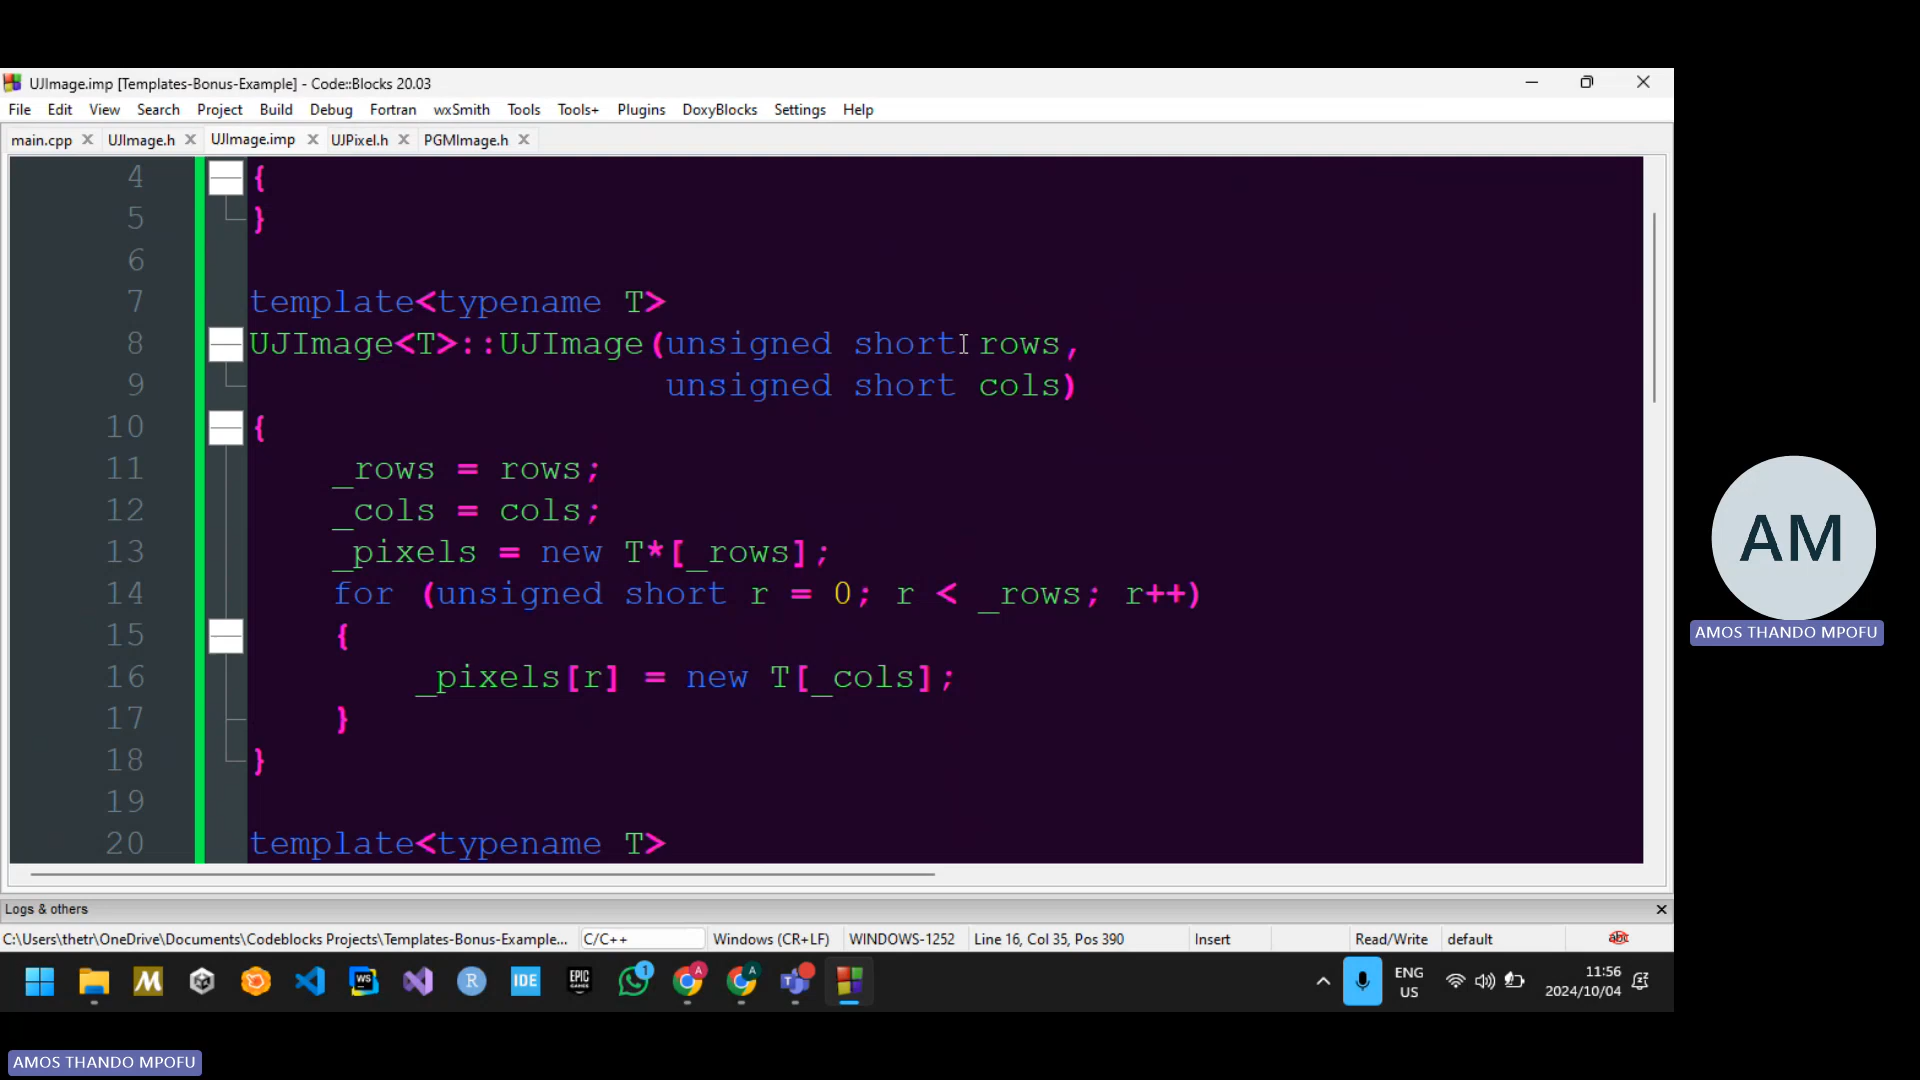 UJImage.imp [Templates-Bonus-Example] - Code::Blocks 20.03
File Edit View Search Project Build Debug Fortran wxSmith Tools Tools+ Plugins DoxyBlocks Settings Help
main.cpp UJImage.h UJImage.imp UJPixel.h PGMImage.h
4 {
5 }
6
7 template<typename T>
8 UJImage<T>::UJImage(unsigned short rows,
9 unsigned short cols)
10 {
11 _rows = rows;
12 _cols = cols;
13 _pixels = new T*[_rows];
14 for (unsigned short r = 0; r < _rows; r++)
15 {
16 _pixels[r] = new T[_cols];
17 }
18 }
19
20 template<typename T>
Logs & others
C:\Users\thetr\OneDrive\Documents\Codeblocks Projects\Templates-Bonus-Example... C/C++ Windows (CR+LF) WINDOWS-1252 Line 16, Col 35, Pos 390 Insert Read/Write default abc
M WS R IDE EPIC GAMES 1 A A T ENG US 11:56 2024/10/04
AM
AMOS THANDO MPOFU
AMOS THANDO MPOFU